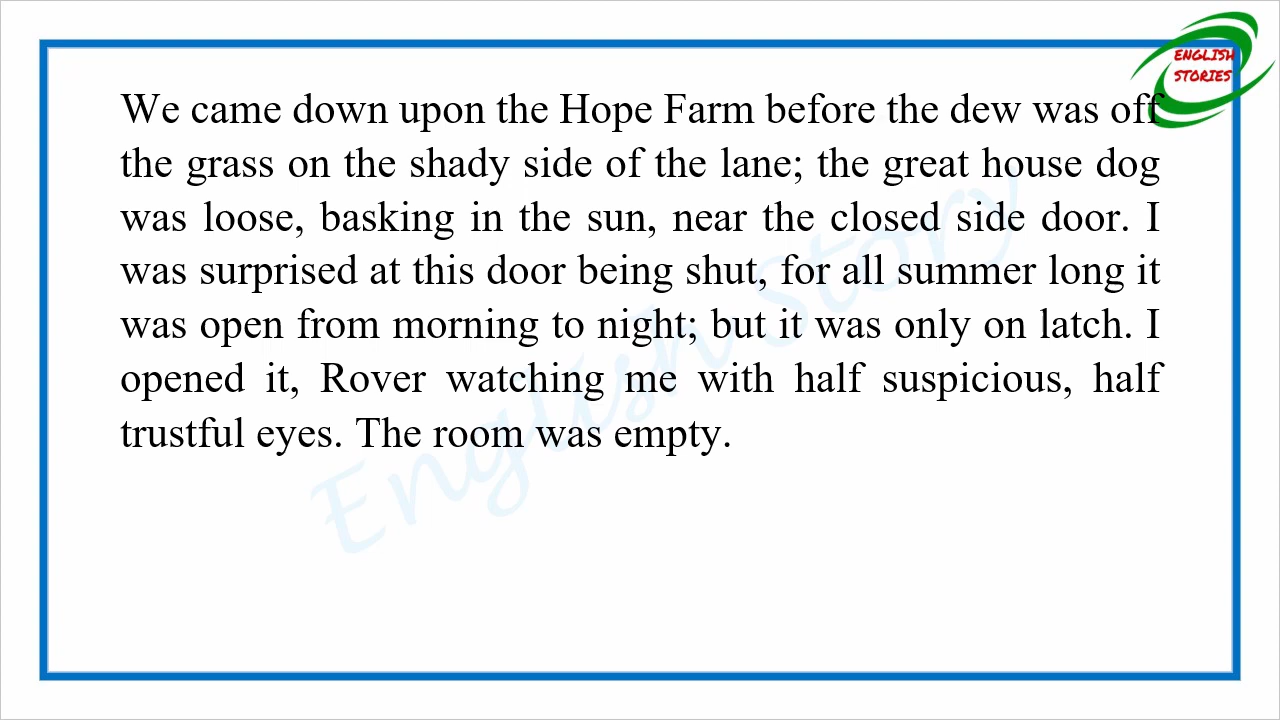 ENGLISH
STORIES
We came down upon the Hope Farm before the dew was off
the grass on the shady side of the lane; the great house dog
was loose, basking in the sun, near the closed side door. I
was surprised at this door being shut, for all summer long it
was open from morning to night; but it was only on latch. I
opened it, Rover watching me with half suspicious, half
trustful eyes. The room was empty.
English Story